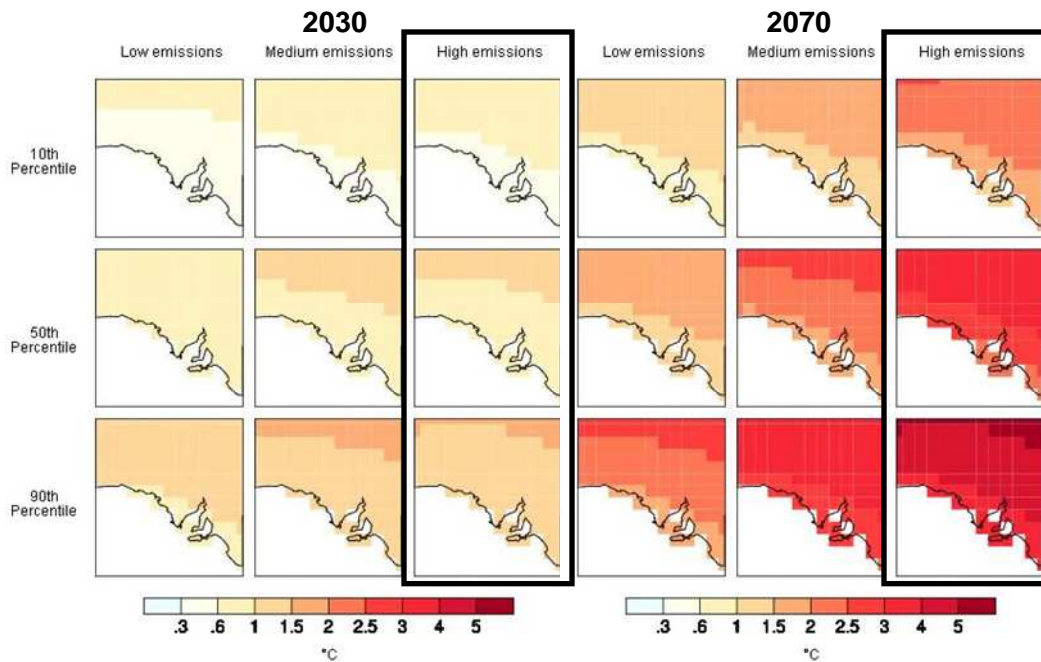 2030 2070
Low emissions Medium emissions High emissions Low emissions Medium emissions High emissions
10th
Percentile
50th
Percentile
90th
Percentile
.3 .6 1 1.5 2 2.5 3 4 5 .3 .6 1 1.5 2 2.5 3 4 5
°C °C